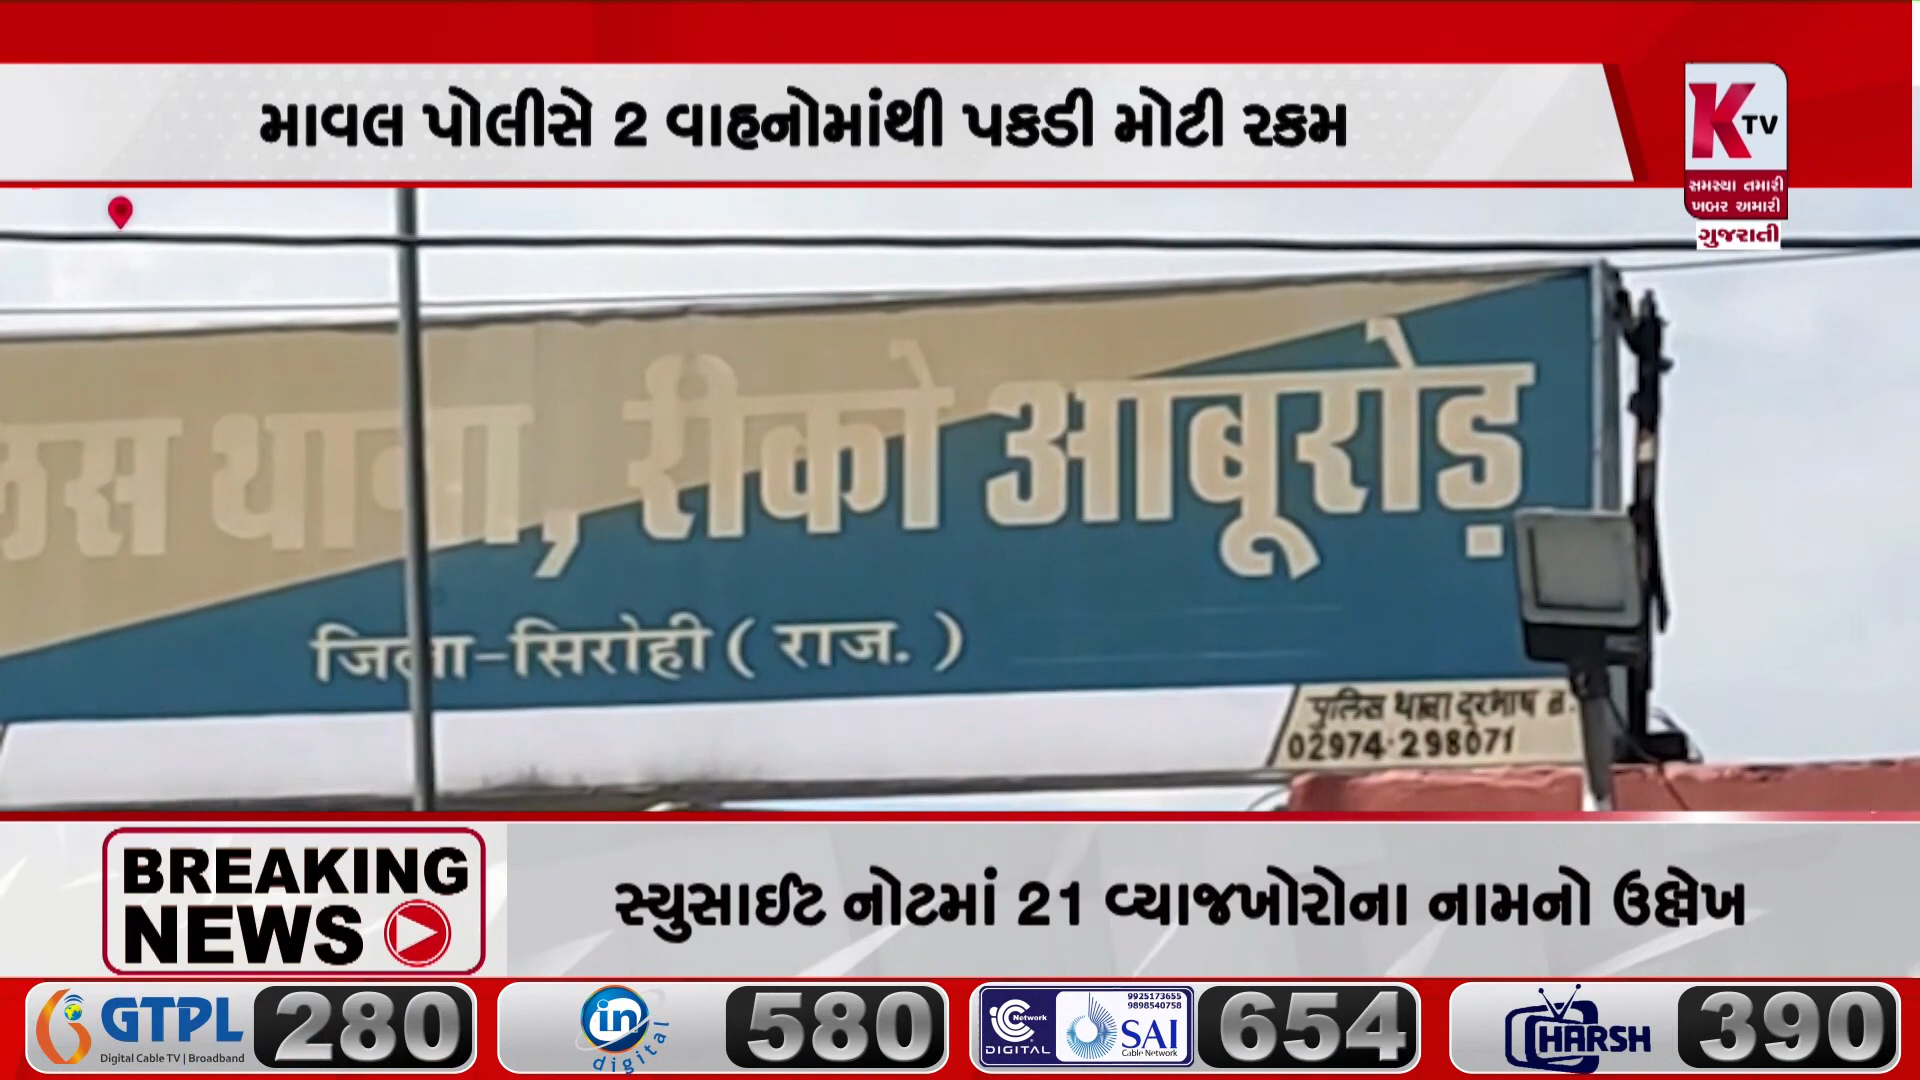 માવલ પોલીસે 2 વાહનોમાંથી પકડી મોટી રકમ
K TV
સમસ્યા તમારી
ખબર અમારી
ગુજરાતી
थाना, रीको आबूरोड़
जिला-सिरोही ( राज. )
पुलिस थाना दूरभाष न.
02974-298071
BREAKING
NEWS
સ્યુસાઈટ નોટમાં 21 વ્યાજખોરોના નામનો ઉલ્લેખ
GTPL
Digital Cable TV | Broadband
280
in
digital
580
C Network
DIGITAL
9925173655
9898540758
SAI
Cable Network
654
HARSH
390